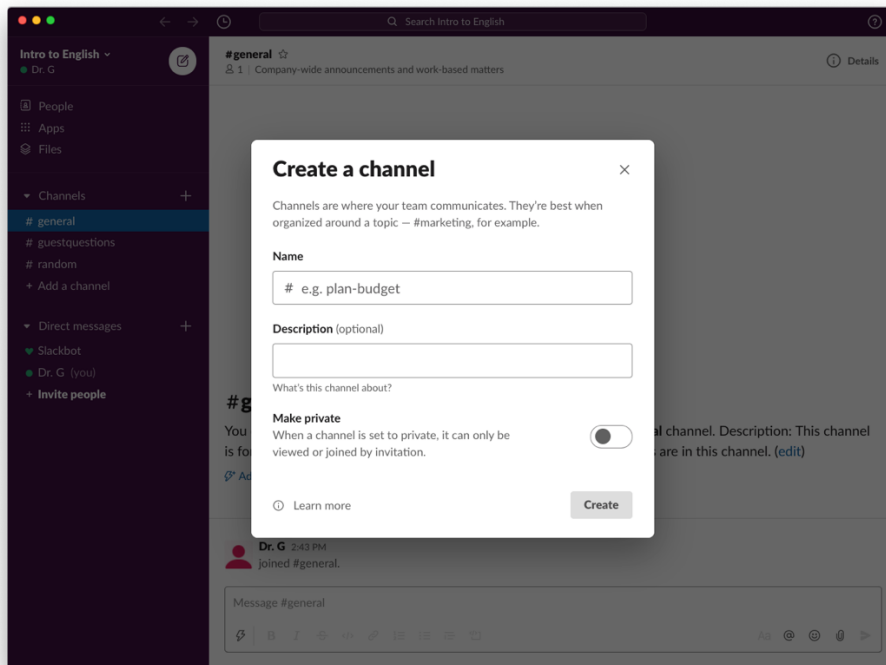 Search Intro to English
Intro to English
Dr. G
#general
1 | Company-wide announcements and work-based matters
Details
People
Apps
Files
Channels
# general
# guestquestions
# random
+ Add a channel
Direct messages
Slackbot
Dr. G (you)
+ Invite people
Create a channel
Channels are where your team communicates. They're best when
organized around a topic — #marketing, for example.
Name
# e.g. plan-budget
Description (optional)
What's this channel about?
Make private
When a channel is set to private, it can only be
viewed or joined by invitation.
Learn more
Create
#g
You
channel. Description: This channel
is fo
are in this channel. (edit)
Ad
Dr. G 2:43 PM
joined #general.
Message #general
Aa @